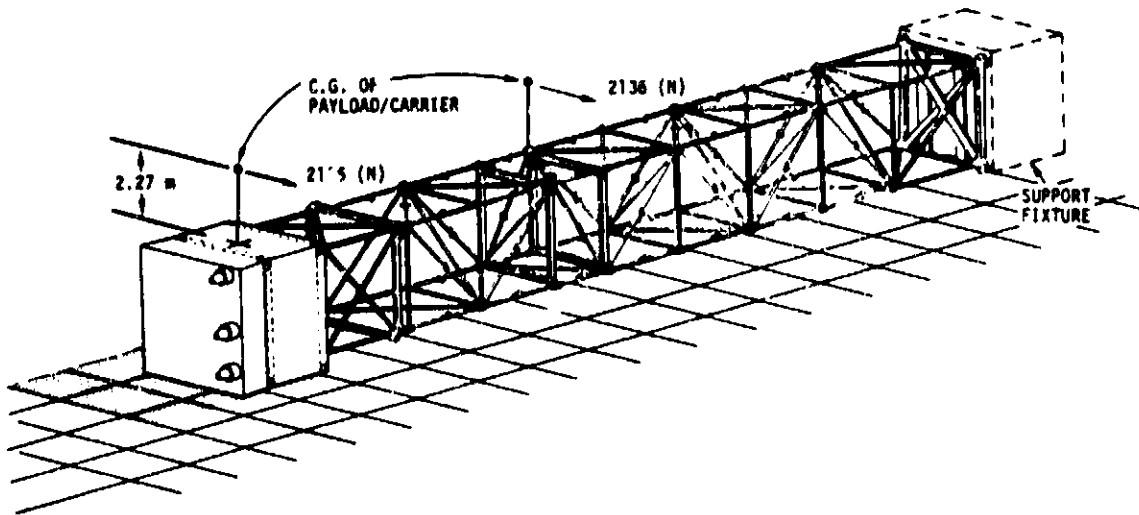 C.G. OF
PAYLOAD/CARRIER
2136 (N)
2.27 m
(N)
SUPPORT
FIXTURE